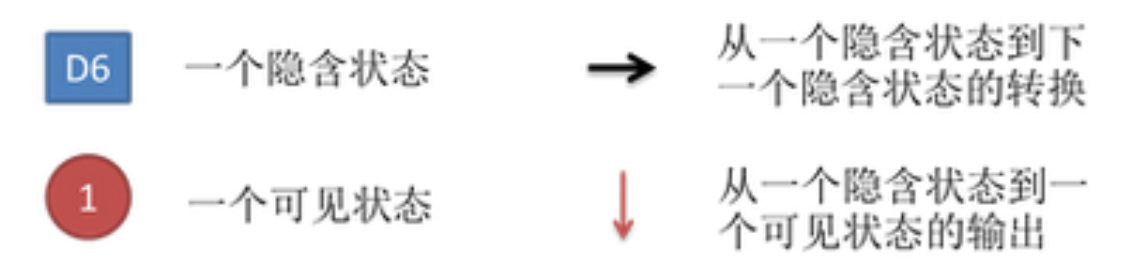 D6 一个隐含状态
从一个隐含状态到下
一个隐含状态的转换
1 一个可见状态
从一个隐含状态到一
个可见状态的输出